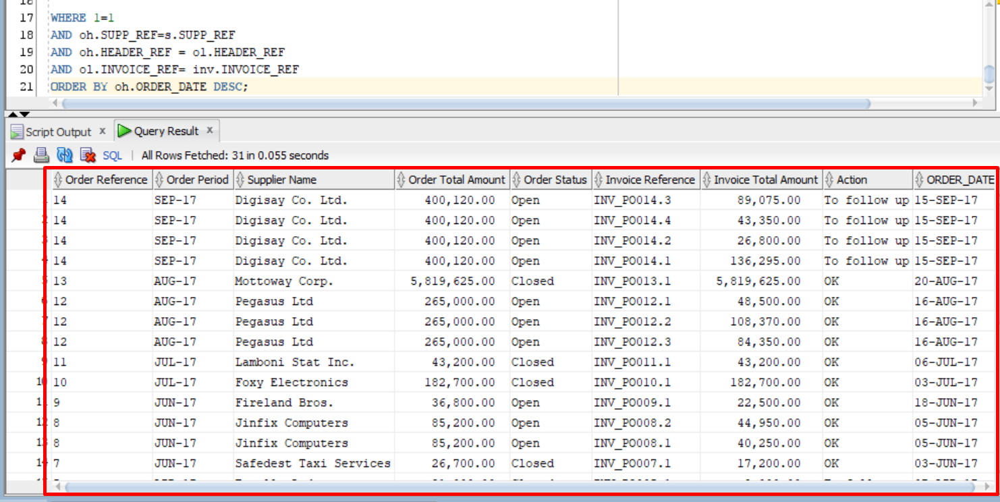 17 WHERE 1=1
18 AND oh.SUPP_REF=s.SUPP_REF
19 AND oh.HEADER_REF = ol.HEADER_REF
20 AND ol.INVOICE_REF= inv.INVOICE_REF
21 ORDER BY oh.ORDER_DATE DESC;
Script Output x Query Result x
SQL | All Rows Fetched: 31 in 0.055 seconds
Order Reference Order Period Supplier Name Order Total Amount Order Status Invoice Reference Invoice Total Amount Action ORDER_DATE
1 14 SEP-17 Digisay Co. Ltd. 400,120.00 Open INV_PO014.3 89,075.00 To follow up 15-SEP-17
2 14 SEP-17 Digisay Co. Ltd. 400,120.00 Open INV_PO014.4 43,350.00 To follow up 15-SEP-17
3 14 SEP-17 Digisay Co. Ltd. 400,120.00 Open INV_PO014.2 26,800.00 To follow up 15-SEP-17
4 14 SEP-17 Digisay Co. Ltd. 400,120.00 Open INV_PO014.1 136,295.00 To follow up 15-SEP-17
5 13 AUG-17 Mottoway Corp. 5,819,625.00 Closed INV_PO013.1 5,819,625.00 OK 20-AUG-17
6 12 AUG-17 Pegasus Ltd 265,000.00 Open INV_PO012.1 48,500.00 OK 16-AUG-17
7 12 AUG-17 Pegasus Ltd 265,000.00 Open INV_PO012.2 108,370.00 OK 16-AUG-17
8 12 AUG-17 Pegasus Ltd 265,000.00 Open INV_PO012.3 84,350.00 OK 16-AUG-17
9 11 JUL-17 Lamboni Stat Inc. 43,200.00 Closed INV_PO011.1 43,200.00 OK 06-JUL-17
10 10 JUL-17 Foxy Electronics 182,700.00 Closed INV_PO010.1 182,700.00 OK 03-JUL-17
11 9 JUN-17 Fireland Bros. 36,800.00 Open INV_PO009.1 22,500.00 OK 18-JUN-17
12 8 JUN-17 Jinfix Computers 85,200.00 Open INV_PO008.2 44,950.00 OK 05-JUN-17
13 8 JUN-17 Jinfix Computers 85,200.00 Open INV_PO008.1 40,250.00 OK 05-JUN-17
14 7 JUN-17 Safedest Taxi Services 26,700.00 Closed INV_PO007.1 17,200.00 OK 03-JUN-17